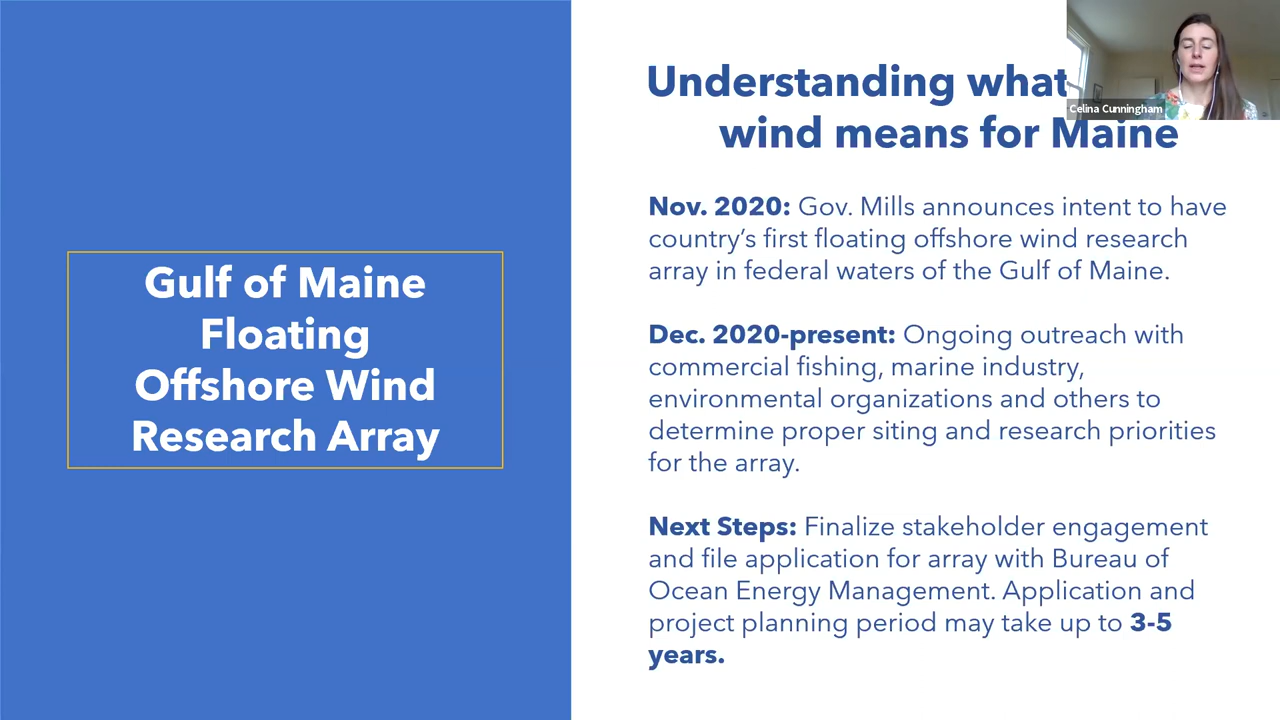 Gulf of Maine
Floating
Offshore Wind
Research Array
Understanding what
wind means for Maine
Celina Cunningham
Nov. 2020: Gov. Mills announces intent to have
country’s first floating offshore wind research
array in federal waters of the Gulf of Maine.
Dec. 2020-present: Ongoing outreach with
commercial fishing, marine industry,
environmental organizations and others to
determine proper siting and research priorities
for the array.
Next Steps: Finalize stakeholder engagement
and file application for array with Bureau of
Ocean Energy Management. Application and
project planning period may take up to 3-5
years.